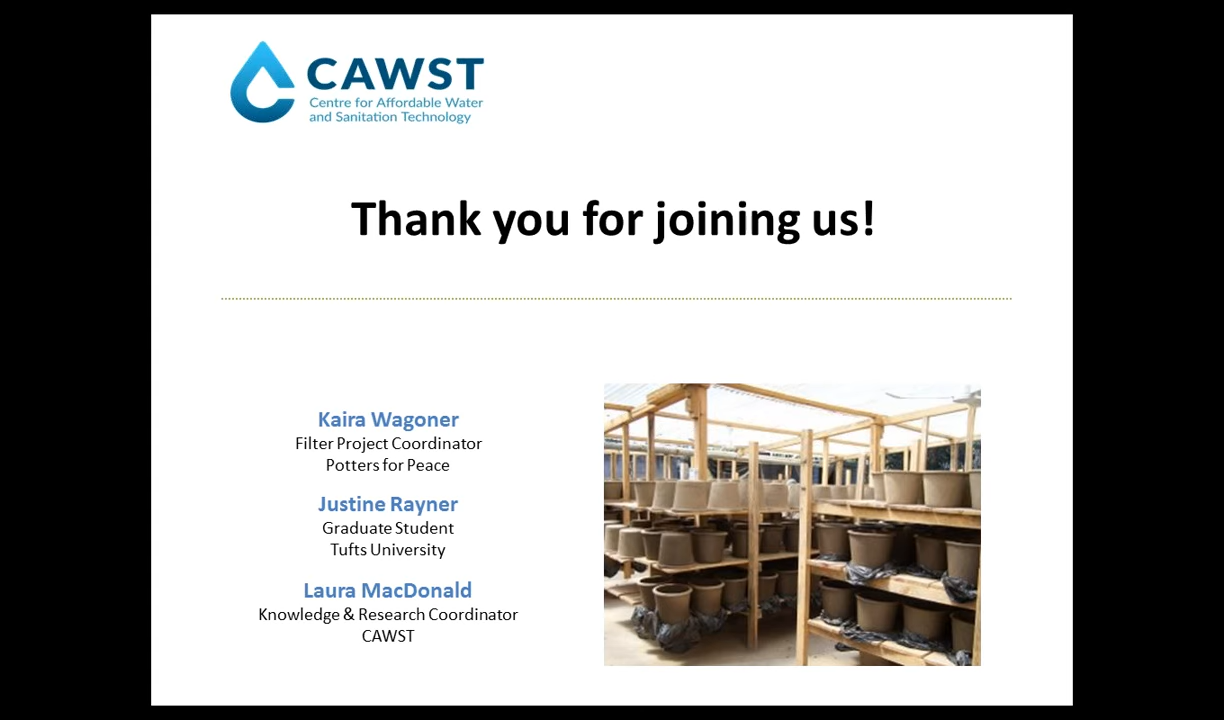 CAWST
Centre for Affordable Water
and Sanitation Technology
Thank you for joining us!
Kaira Wagoner
Filter Project Coordinator
Potters for Peace
Justine Rayner
Graduate Student
Tufts University
Laura MacDonald
Knowledge & Research Coordinator
CAWST